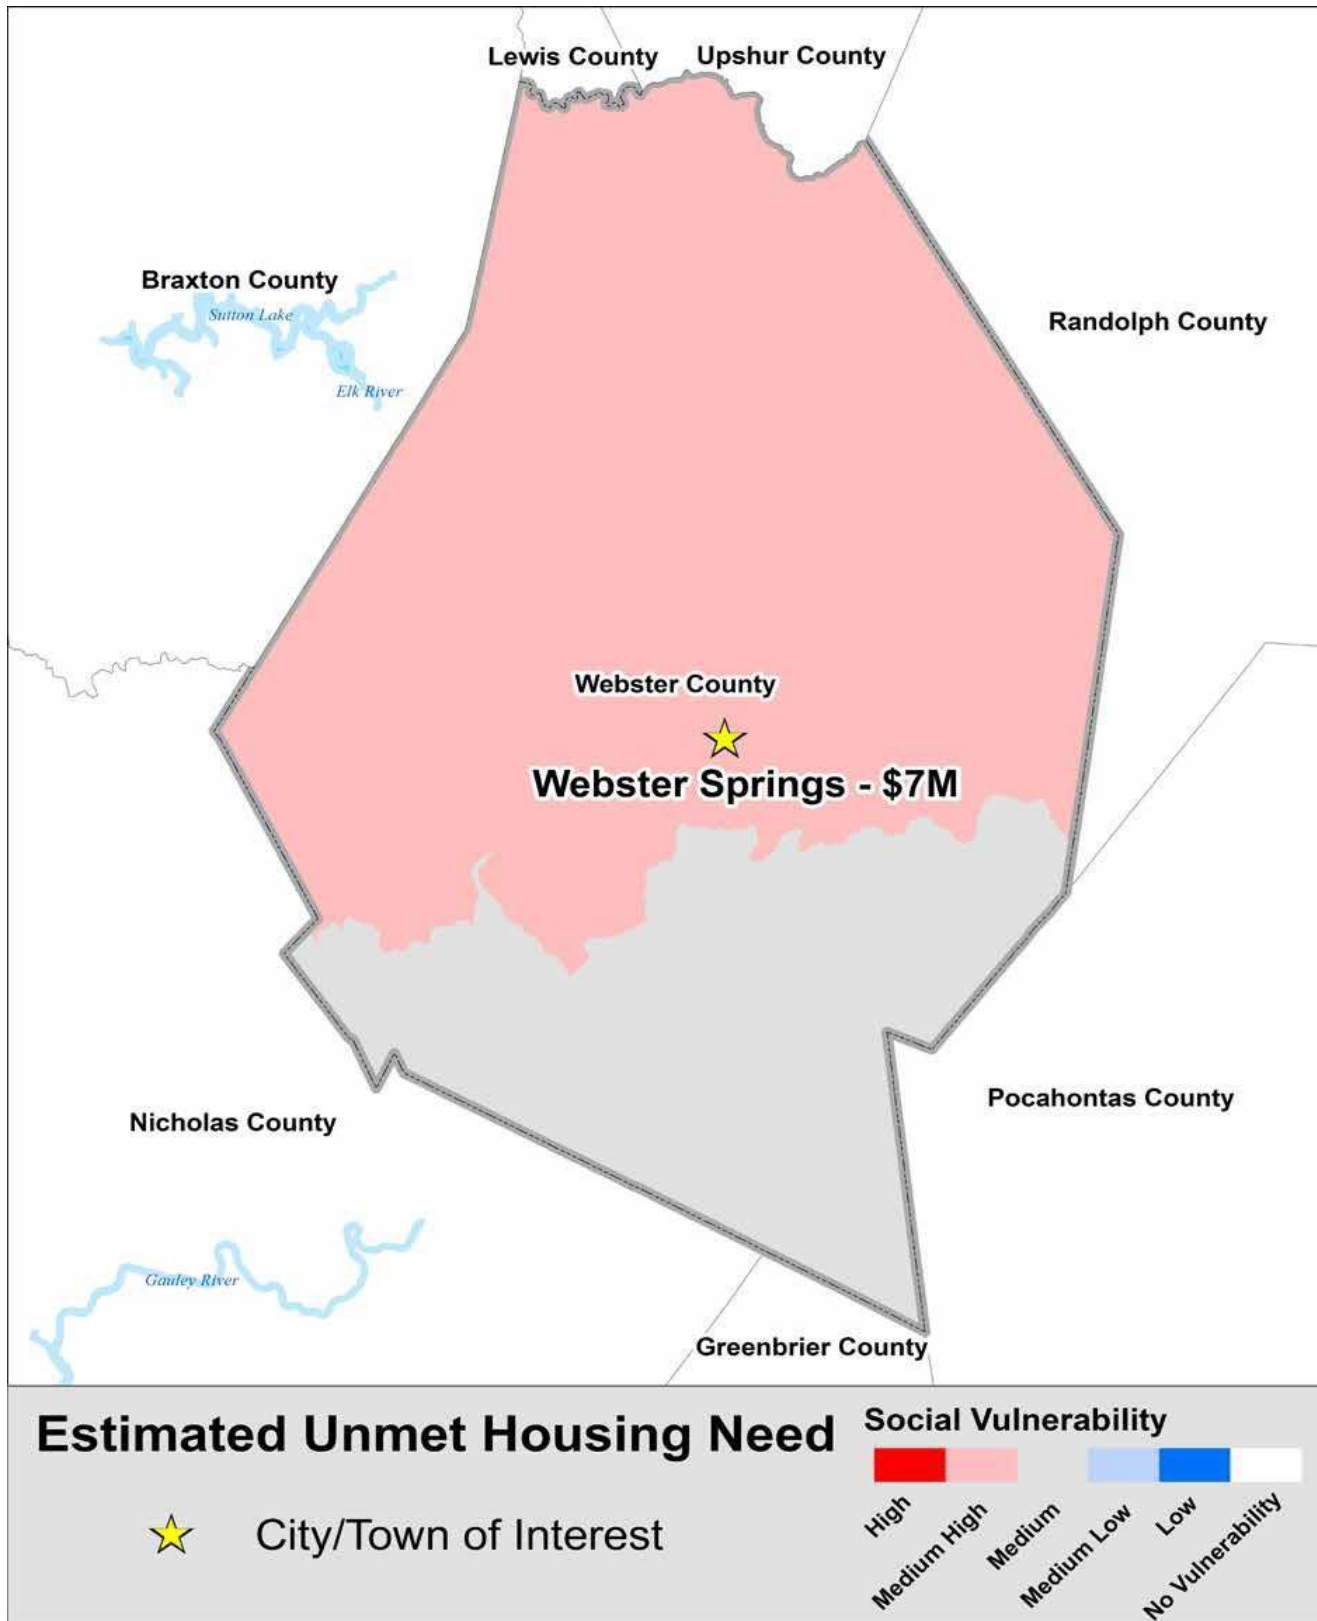 Lewis County
Upshur County
Braxton County
Sutton Lake
Elk River
Randolph County
Webster County
Webster Springs - $7M
Nicholas County
Pocahontas County
Gauley River
Greenbrier County
Estimated Unmet Housing Need
City/Town of Interest
Social Vulnerability
High
Medium High
Medium
Medium Low
Low
No Vulnerability